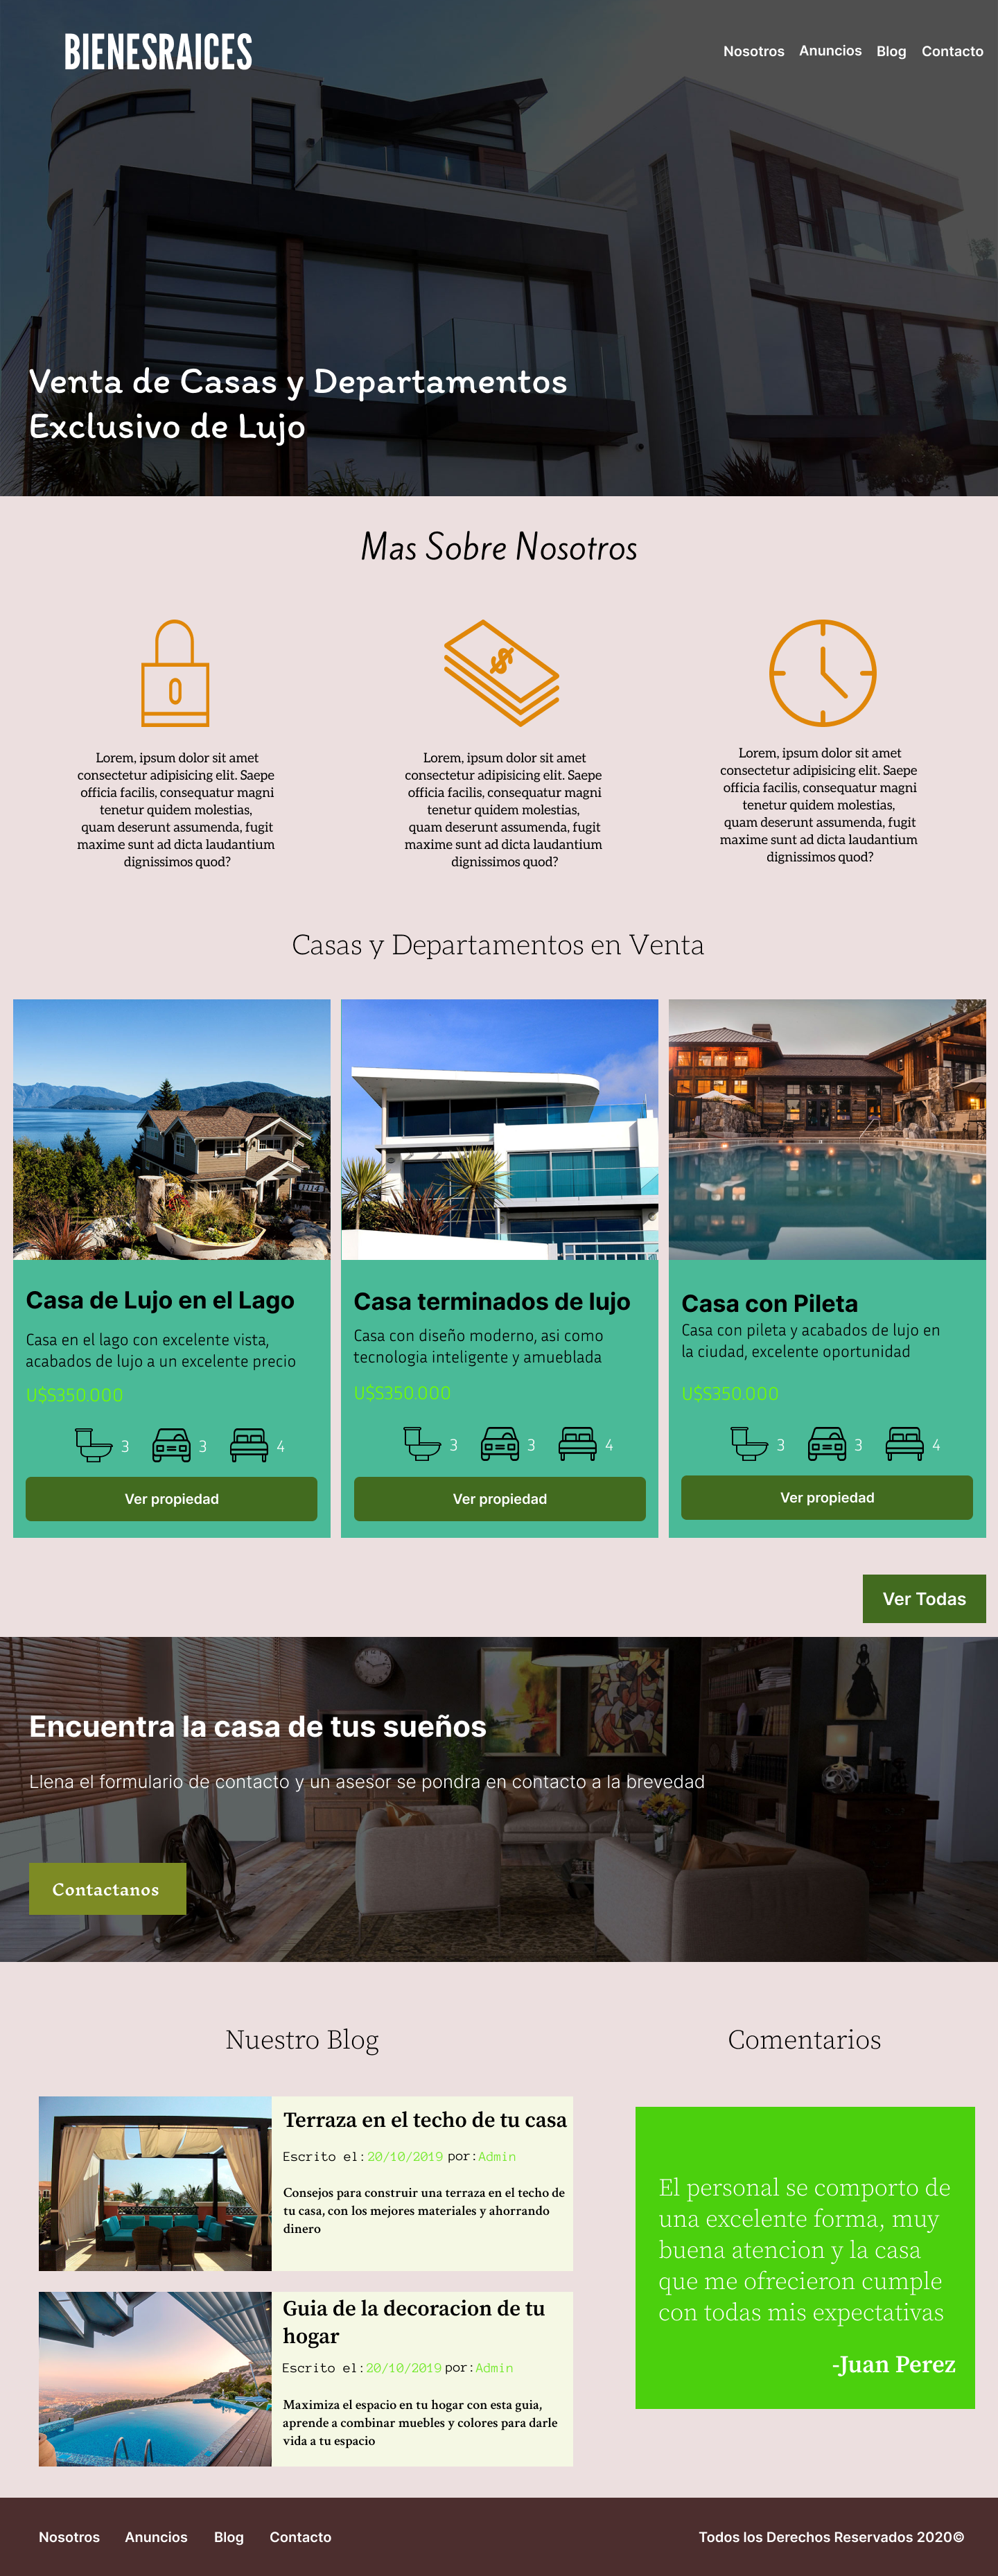 BIENESRAICES
Nosotros Anuncios Blog Contacto
Venta de Casas y Departamentos
Exclusivo de Lujo
Mas Sobre Nosotros
Lorem, ipsum dolor sit amet
consectetur adipisicing elit. Saepe
officia facilis, consequatur magni
tenetur quidem molestias,
quam deserunt assumenda, fugit
maxime sunt ad dicta laudantium
dignissimos quod?
Lorem, ipsum dolor sit amet
consectetur adipisicing elit. Saepe
officia facilis, consequatur magni
tenetur quidem molestias,
quam deserunt assumenda, fugit
maxime sunt ad dicta laudantium
dignissimos quod?
Lorem, ipsum dolor sit amet
consectetur adipisicing elit. Saepe
officia facilis, consequatur magni
tenetur quidem molestias,
quam deserunt assumenda, fugit
maxime sunt ad dicta laudantium
dignissimos quod?
Casas y Departamentos en Venta
1114
Casa de Lujo en el Lago
Casa en el lago con excelente vista,
acabados de lujo a un excelente precio
U$S350.000
3 3 4
Ver propiedad
Casa terminados de lujo
Casa con diseño moderno, asi como
tecnologia inteligente y amueblada
U$S350.000
3 3 4
Ver propiedad
Casa con Pileta
Casa con pileta y acabados de lujo en
la ciudad, excelente oportunidad
U$S350.000
3 3 4
Ver propiedad
Ver Todas
Encuentra la casa de tus sueños
Llena el formulario de contacto y un asesor se pondra en contacto a la brevedad
Contactanos
Nuestro Blog
Terraza en el techo de tu casa
Escrito el: 20/10/2019 por: Admin
Consejos para construir una terraza en el techo de
tu casa, con los mejores materiales y ahorrando
dinero
Guia de la decoracion de tu
hogar
Escrito el: 20/10/2019 por: Admin
Maximiza el espacio en tu hogar con esta guia,
aprende a combinar muebles y colores para darle
vida a tu espacio
Comentarios
El personal se comporto de
una excelente forma, muy
buena atencion y la casa
que me ofrecieron cumple
con todas mis expectativas
-Juan Perez
Nosotros Anuncios Blog Contacto
Todos los Derechos Reservados 2020©